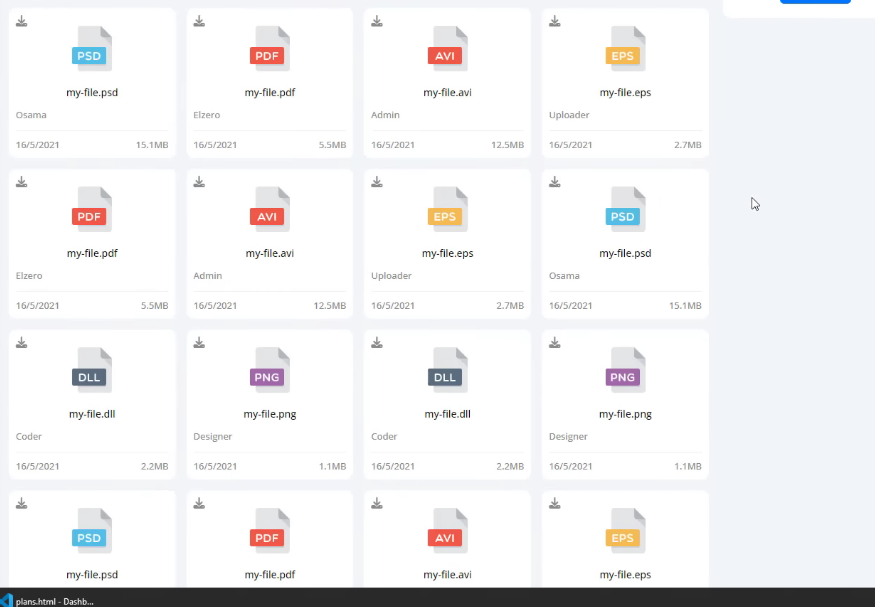 PSD PDF AVI EPS
my-file.psd my-file.pdf my-file.avi my-file.eps
Osama Elzero Admin Uploader
16/5/2021 15.1MB 16/5/2021 5.5MB 16/5/2021 12.5MB 16/5/2021 2.7MB
PDF AVI EPS PSD
my-file.pdf my-file.avi my-file.eps my-file.psd
Elzero Admin Uploader Osama
16/5/2021 5.5MB 16/5/2021 12.5MB 16/5/2021 2.7MB 16/5/2021 15.1MB
DLL PNG DLL PNG
my-file.dll my-file.png my-file.dll my-file.png
Coder Designer Coder Designer
16/5/2021 2.2MB 16/5/2021 1.1MB 16/5/2021 2.2MB 16/5/2021 1.1MB
PSD PDF AVI EPS
my-file.psd my-file.pdf my-file.avi my-file.eps
plans.html - Dashb...